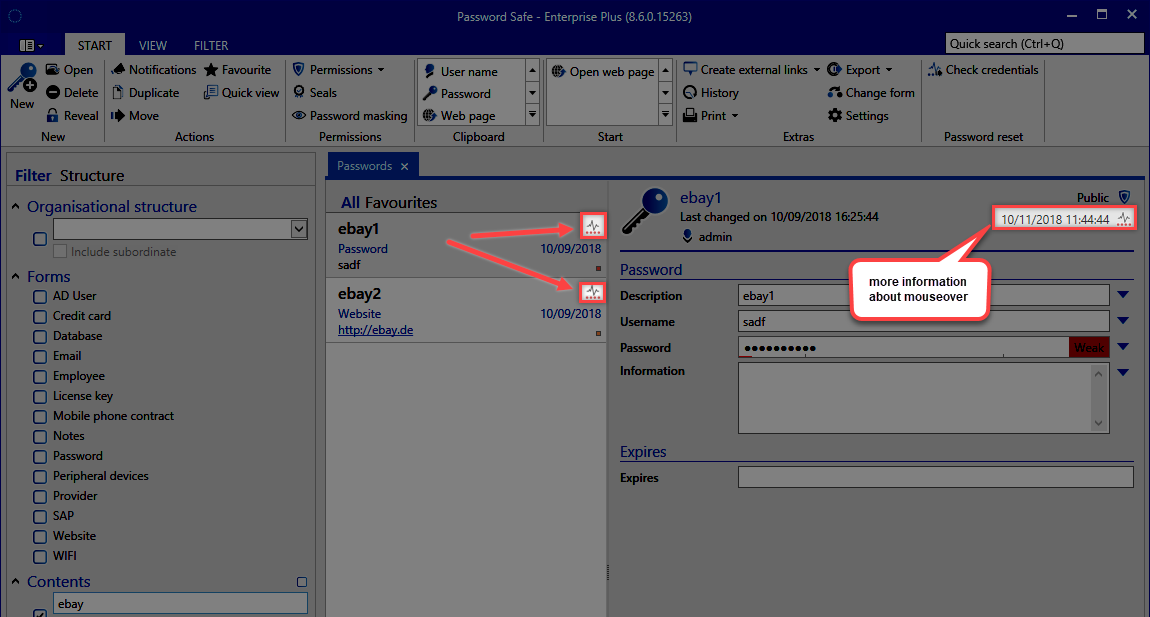 Password Safe - Enterprise Plus (8.6.0.15263)
START VIEW FILTER
Quick search (Ctrl+Q)
New
Open
Delete
Reveal
New
Notifications
Duplicate
Move
Favourite
Quick view
Actions
Permissions
Seals
Password masking
Permissions
User name
Password
Web page
Clipboard
Open web page
Start
Create external links
History
Print
Export
Change form
Settings
Extras
Check credentials
Password reset
Filter Structure
Organisational structure
Include subordinate
Forms
AD User
Credit card
Database
Email
Employee
License key
Mobile phone contract
Notes
Password
Peripheral devices
Provider
SAP
Website
WIFI
Contents
ebay
Passwords
All Favourites
ebay1
Password 10/09/2018
sadf
ebay2
Website 10/09/2018
http://ebay.de
ebay1
Last changed on 10/09/2018 16:25:44
admin
Public
10/11/2018 11:44:44
more information
about mouseover
Password
Description ebay1
Username sadf
Password ●●●●●●●●●● Weak
Information
Expires
Expires